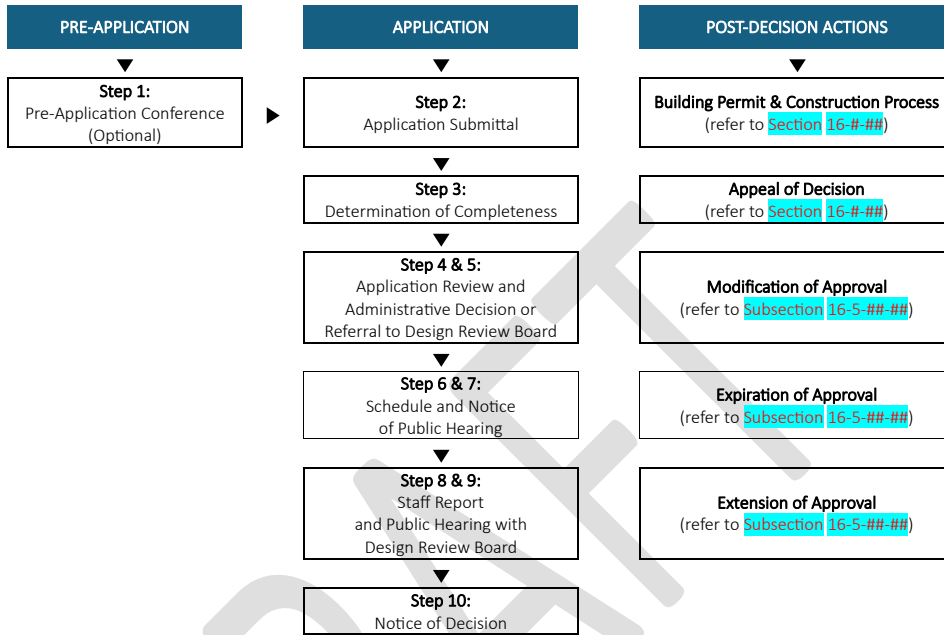 PRE-APPLICATION
Step 1:
Pre-Application Conference
(Optional)
APPLICATION
Step 2:
Application Submittal
Step 3:
Determination of Completeness
Step 4 & 5:
Application Review and
Administrative Decision or
Referral to Design Review Board
Step 6 & 7:
Schedule and Notice
of Public Hearing
Step 8 & 9:
Staff Report
and Public Hearing with
Design Review Board
Step 10:
Notice of Decision
POST-DECISION ACTIONS
Building Permit & Construction Process
(refer to Section 16-#-##)
Appeal of Decision
(refer to Section 16-#-##)
Modification of Approval
(refer to Subsection 16-5-##-##)
Expiration of Approval
(refer to Subsection 16-5-##-##)
Extension of Approval
(refer to Subsection 16-5-##-##)
DRAFT